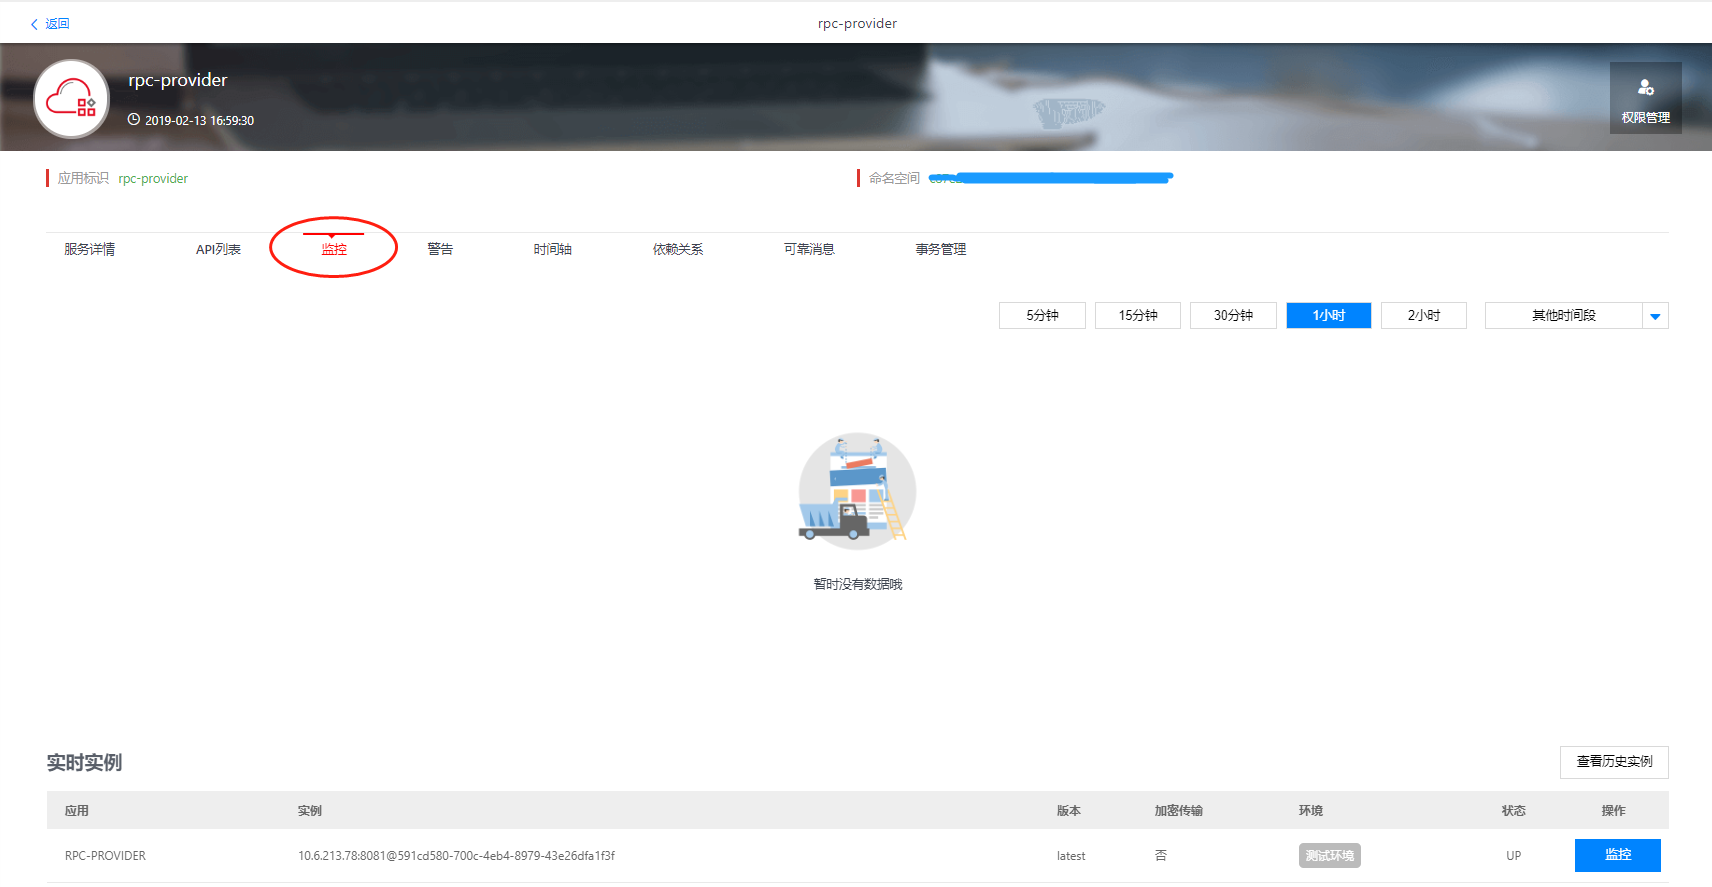 返回
rpc-provider
rpc-provider
2019-02-13 16:59:30
权限管理
应用标识 rpc-provider
命名空间
服务详情 API列表 监控 警告 时间轴 依赖关系 可靠消息 事务管理
5分钟 15分钟 30分钟 1小时 2小时 其他时间段
暂时没有数据哦
实时实例
查看历史实例
应用 实例 版本 加密传输 环境 状态 操作
RPC-PROVIDER 10.6.213.78:8081@591cd580-700c-4eb4-8979-43e26dfa1f3f latest 否 测试环境 UP 监控